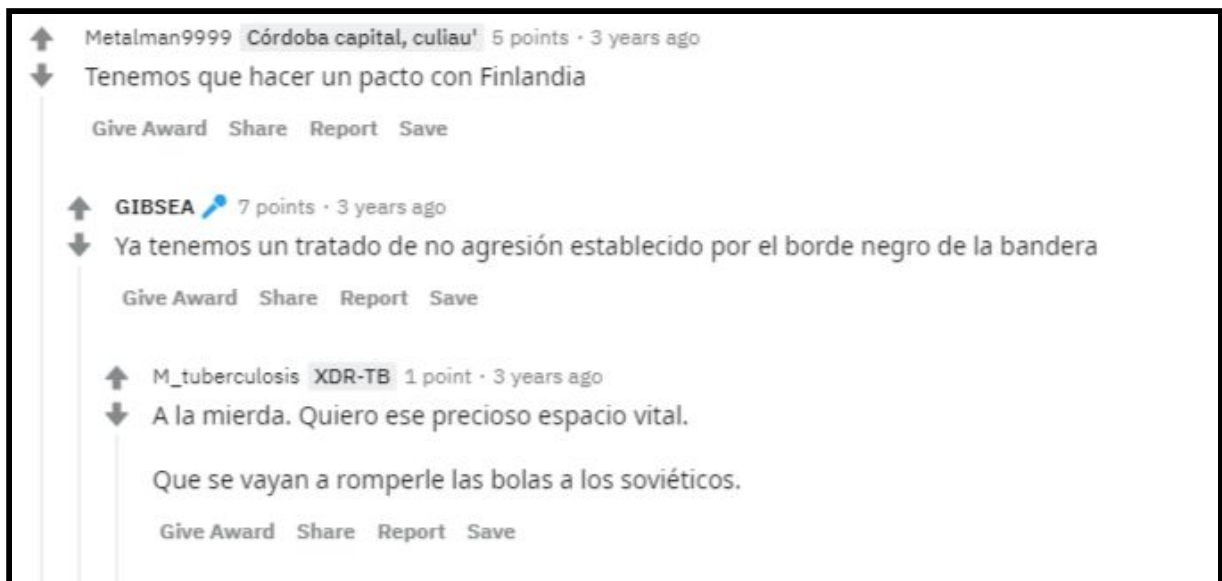 Metalman9999 Córdoba capital, culiau' 5 points · 3 years ago
Tenemos que hacer un pacto con Finlandia
Give Award Share Report Save
GIBSEA 7 points · 3 years ago
Ya tenemos un tratado de no agresión establecido por el borde negro de la bandera
Give Award Share Report Save
M_tuberculosis XDR-TB 1 point · 3 years ago
A la mierda. Quiero ese precioso espacio vital.
Que se vayan a romperle las bolas a los soviéticos.
Give Award Share Report Save